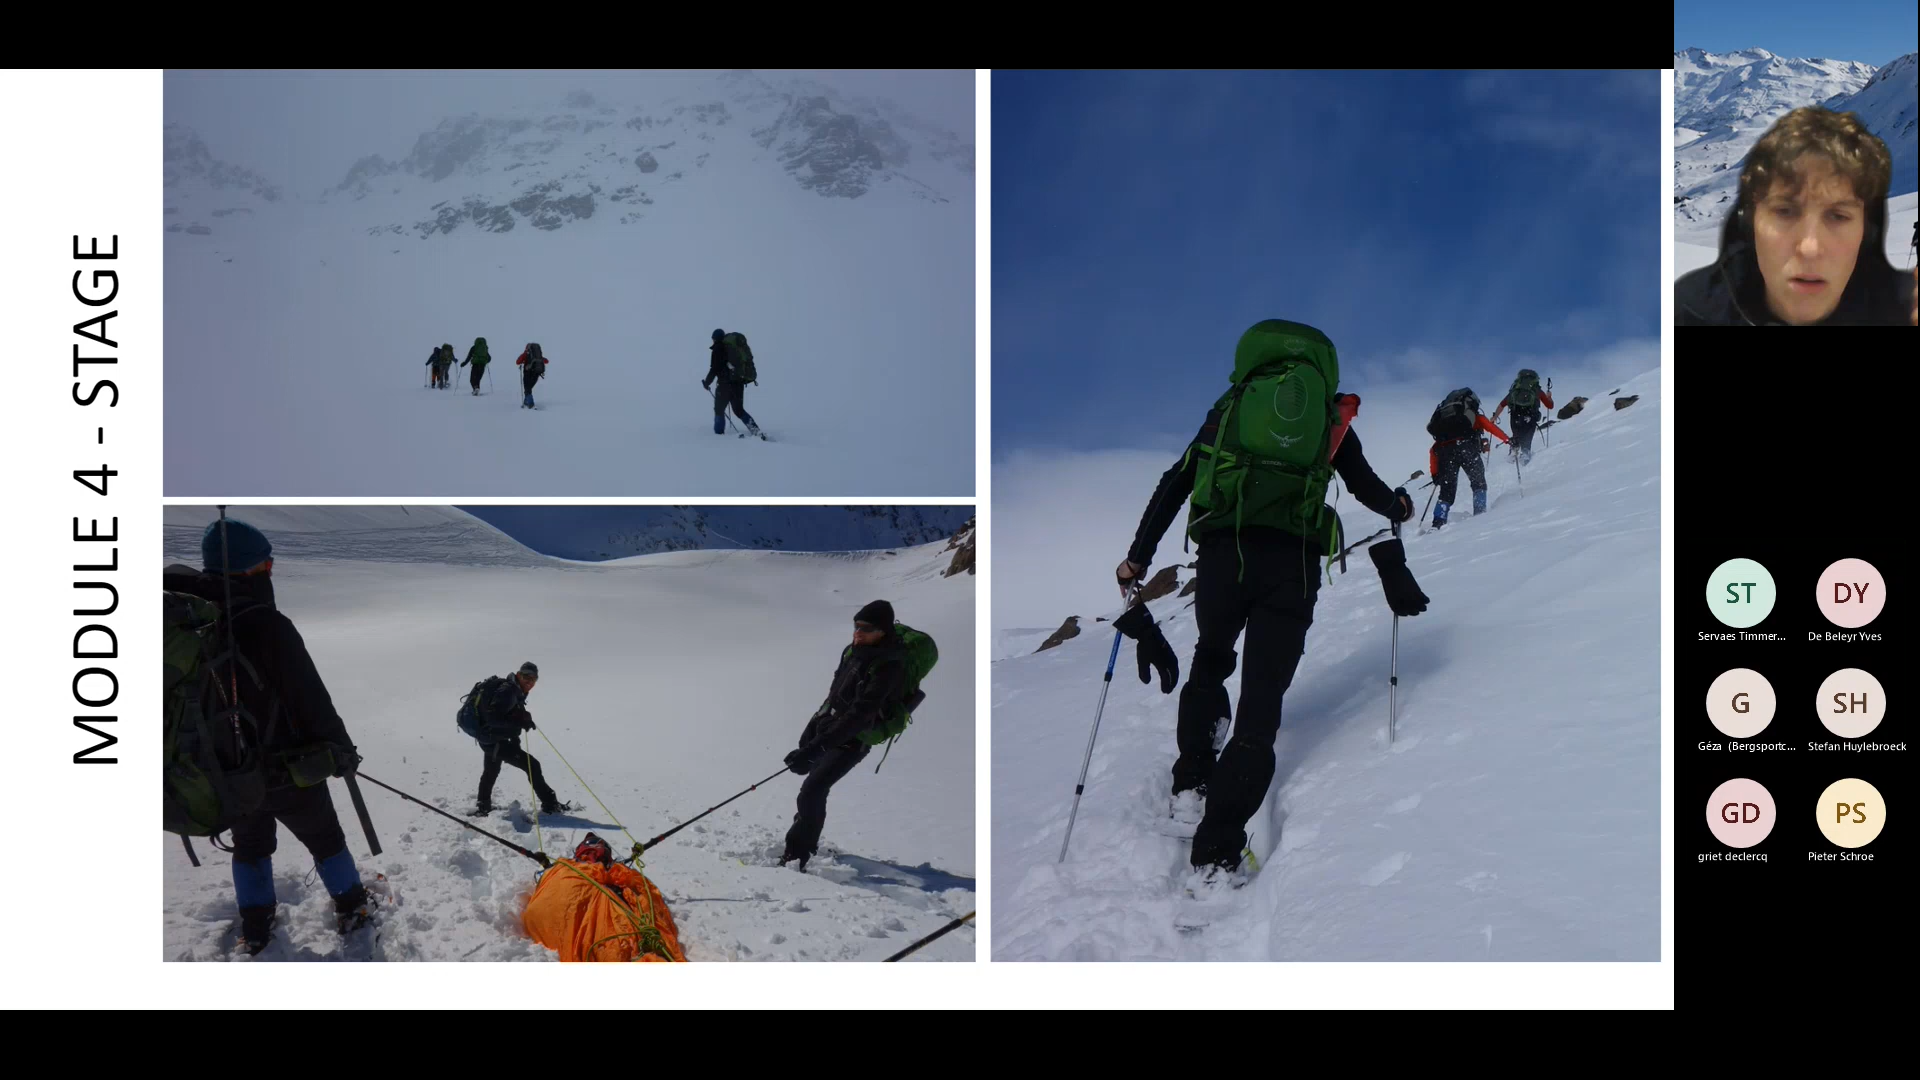 MODULE 4 - STAGE
ST
DY
Servaes Timmer...
De Beleyr Yves
G
SH
Géza (Bergsportc...
Stefan Huylebroeck
GD
PS
griet declercq
Pieter Schroe